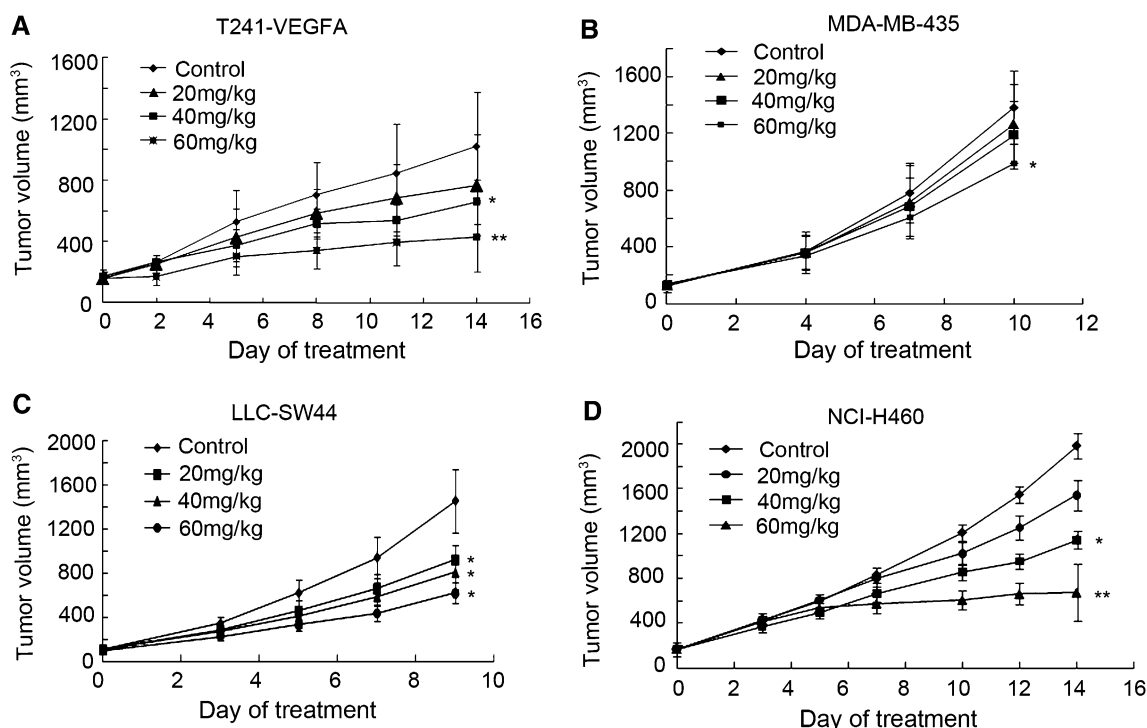 A
T241-VEGFA
Tumor volume (mm³)
1600
1200
800
400
0
Control
20mg/kg
40mg/kg
60mg/kg
*
**
0 2 4 6 8 10 12 14 16
Day of treatment
B
MDA-MB-435
Tumor volume (mm³)
1600
1200
800
400
0
Control
20mg/kg
40mg/kg
60mg/kg
*
0 2 4 6 8 10 12
Day of treatment
C
LLC-SW44
Tumor volume (mm³)
2000
1600
1200
800
400
0
Control
20mg/kg
40mg/kg
60mg/kg
*
*
*
0 2 4 6 8 10
Day of treatment
D
NCI-H460
Tumor volume (mm³)
2000
1600
1200
800
400
0
Control
20mg/kg
40mg/kg
60mg/kg
*
**
0 2 4 6 8 10 12 14 16
Day of treatment